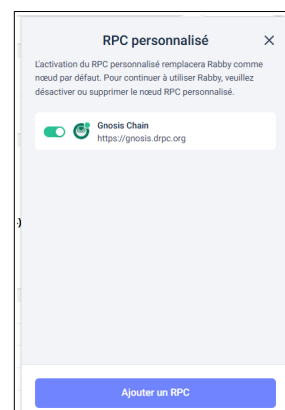 RPC personnalisé
L'activation du RPC personnalisé remplacera Rabby comme
nœud par défaut. Pour continuer à utiliser Rabby, veuillez
désactiver ou supprimer le nœud RPC personnalisé.
Gnosis Chain
https://gnosis.drpc.org
Ajouter un RPC